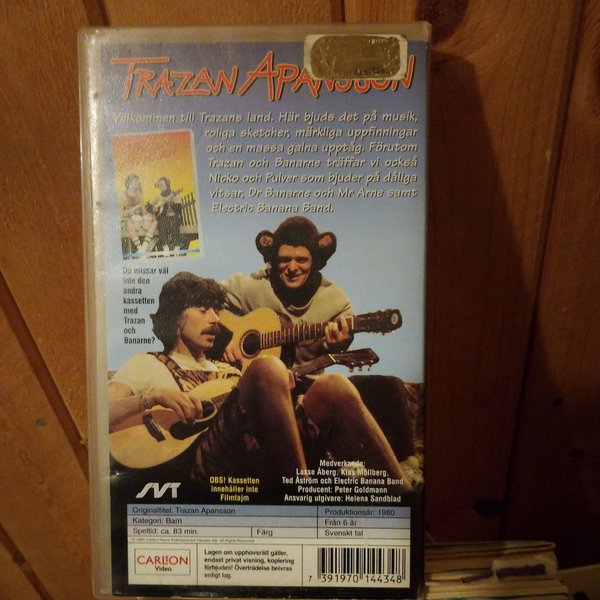 TRAZAN APANSSON
Välkommen till Trazans land. Här bjuds det på musik,
roliga sketcher, märkliga uppfinningar
och en massa galna upptåg. Förutom
Trazan och Banarne träffar vi också
Nicko och Pulver som bjuder på dåliga
vitsar, Dr Banarne och Mr Arne samt
Electric Banana Band.
Du missar väl
inte den
andra
kassetten
med
Trazan
och
Banarne?
OBS! Kassetten
innehåller inte
Filmtajm
Medverkande:
Lasse Åberg, Klas Möllberg,
Ted Åström och Electric Banana Band
Producent: Peter Goldmann
Ansvarig utgivare: Helena Sandblad
SVT
Originaltitel: Trazan Apansson
Produktionsår: 1980
Kategori: Barn
Från 6 år
Speltid: ca. 83 min.
Färg
Svenskt tal
CARLTON
Video
Lagen om upphovsrätt gäller,
endast privat visning, kopiering
förbjuden! Överträdelse beivras
enligt lag.
7 391970 144348